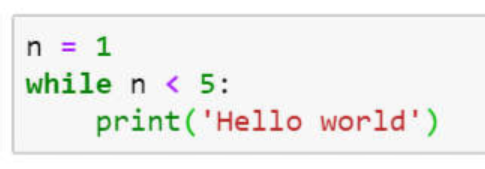 n = 1
while n < 5:
    print('Hello world')